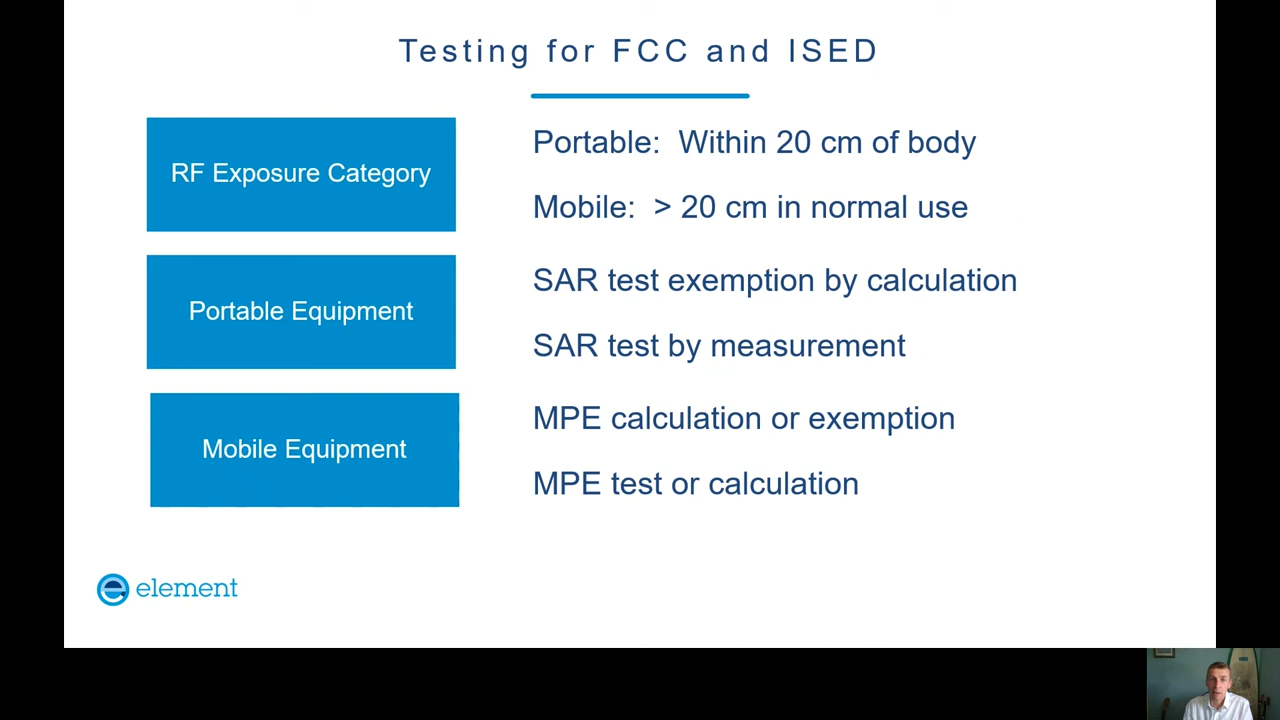 Testing for FCC and ISED
RF Exposure Category
Portable: Within 20 cm of body
Mobile: > 20 cm in normal use
Portable Equipment
SAR test exemption by calculation
SAR test by measurement
Mobile Equipment
MPE calculation or exemption
MPE test or calculation
element